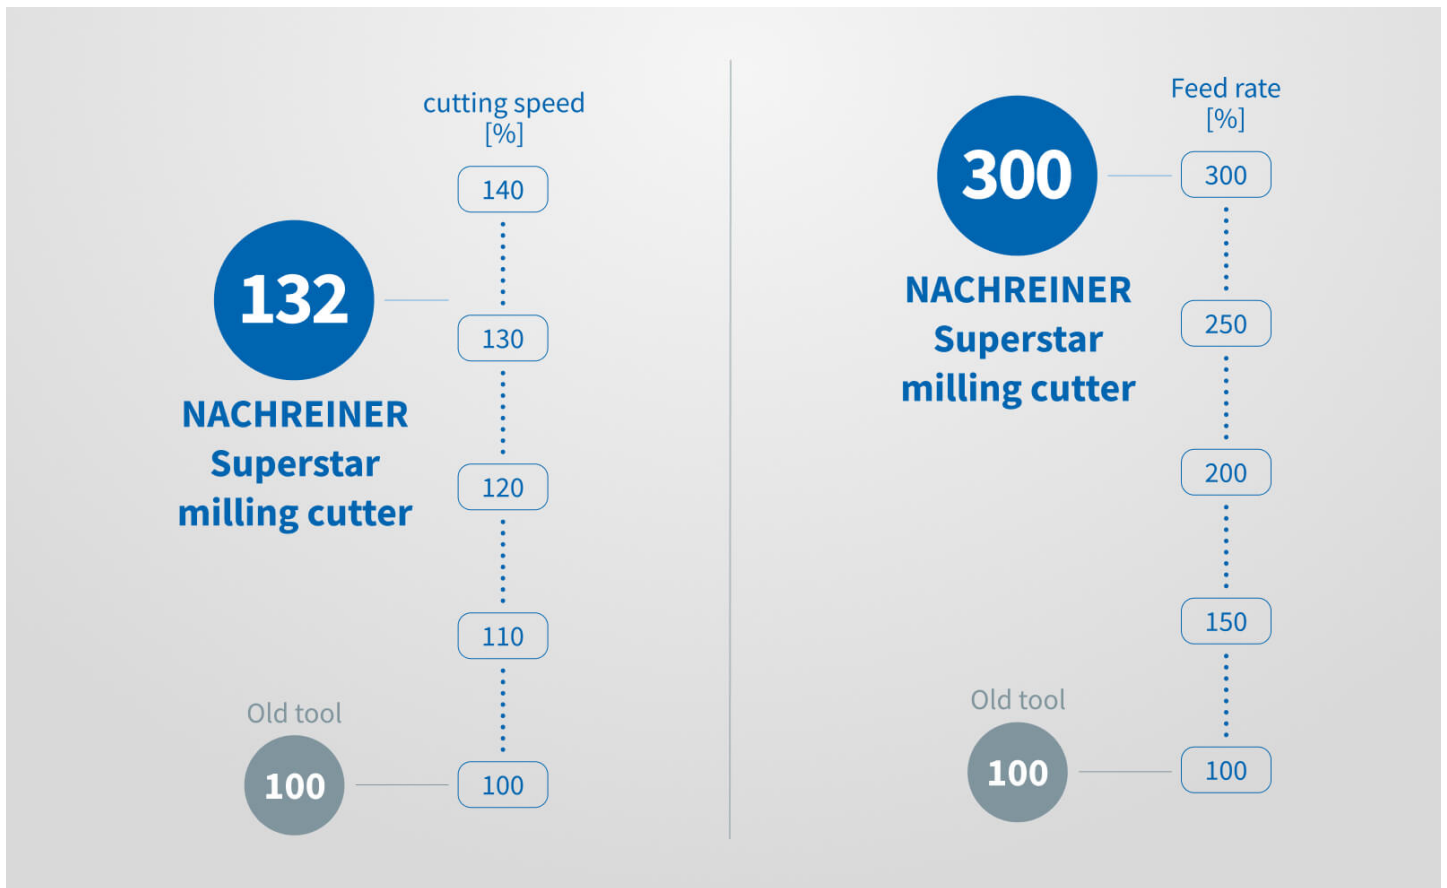 cutting speed
[%]
140
132
130
NACHREINER
Superstar
milling cutter
120
110
Old tool
100
100
Feed rate
[%]
300
300
NACHREINER
Superstar
milling cutter
250
200
150
Old tool
100
100